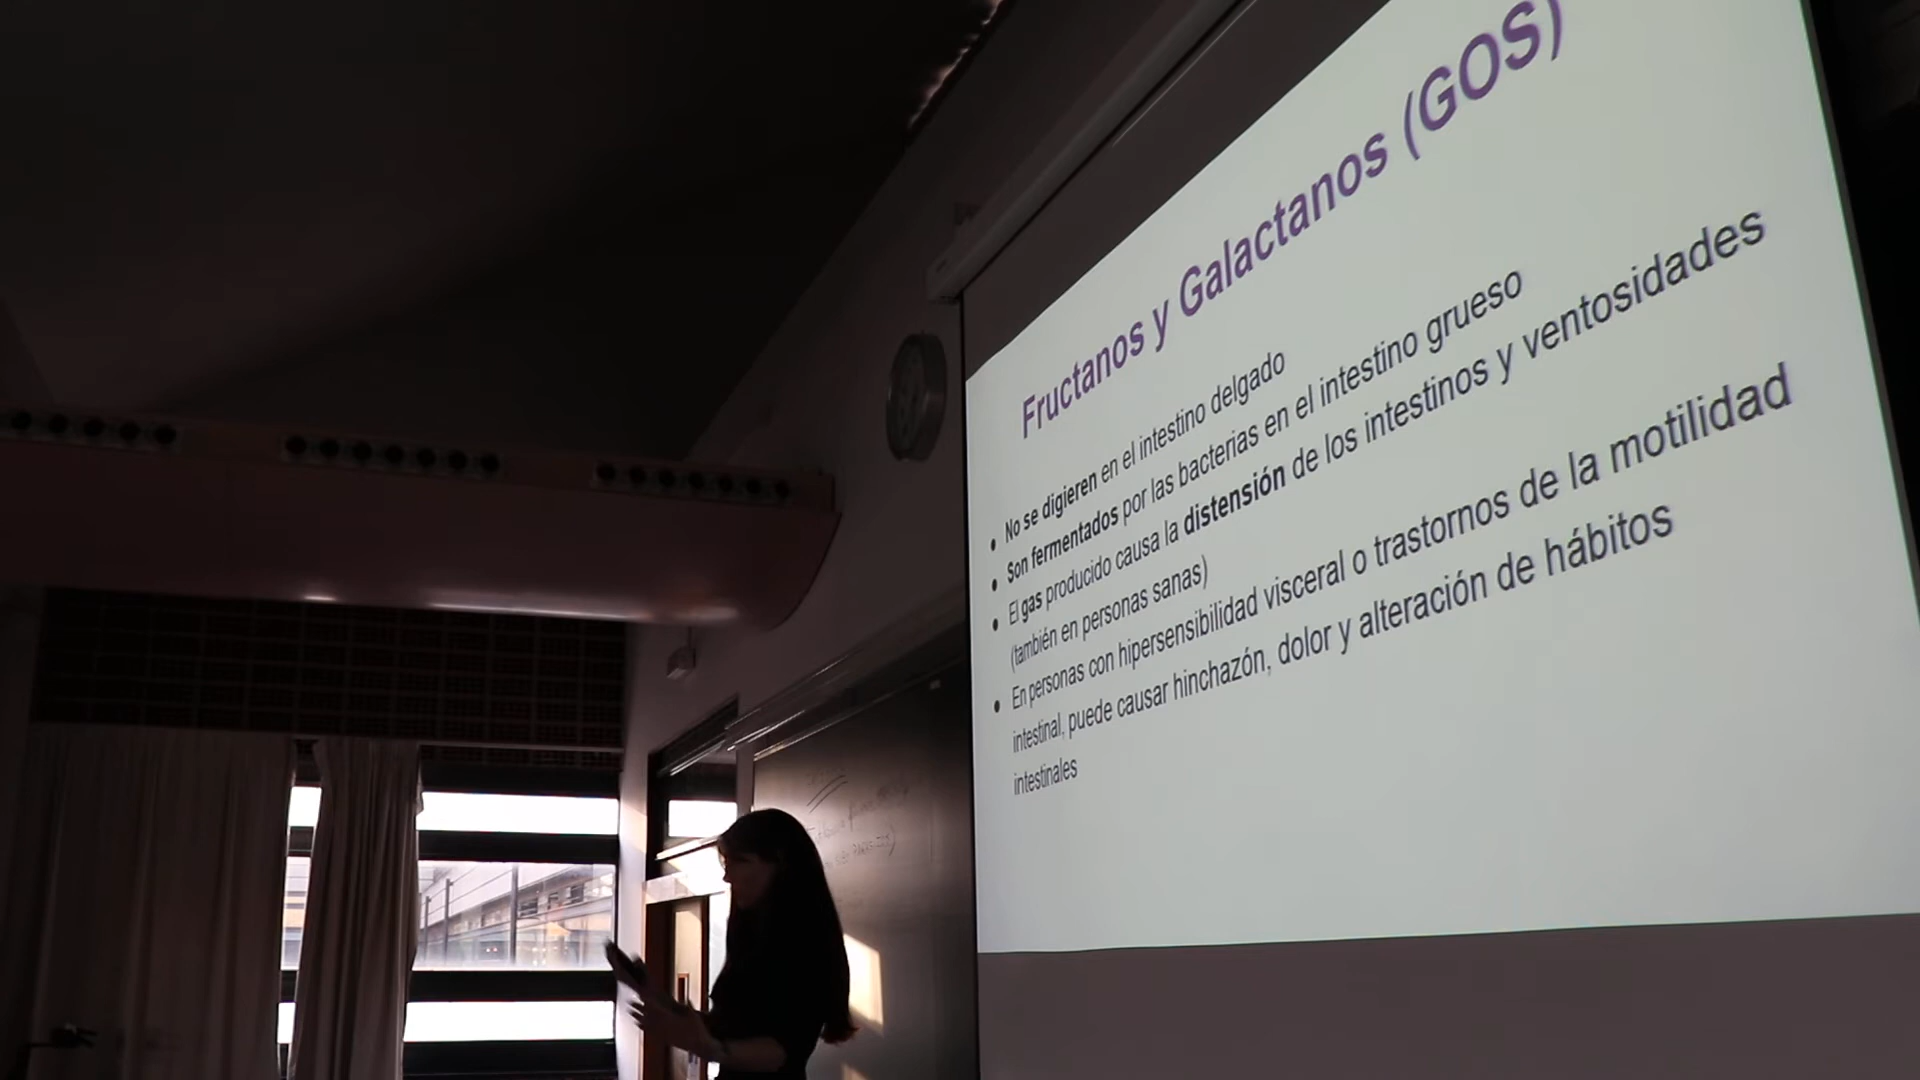 Fructanos y Galactanos (GOS)
• No se digieren en el intestino delgado
• Son fermentados por las bacterias en el intestino grueso
• El gas producido causa la distensión de los intestinos y ventosidades
(también en personas sanas)
• En personas con hipersensibilidad visceral o trastornos de la motilidad
intestinal, puede causar hinchazón, dolor y alteración de hábitos
intestinales